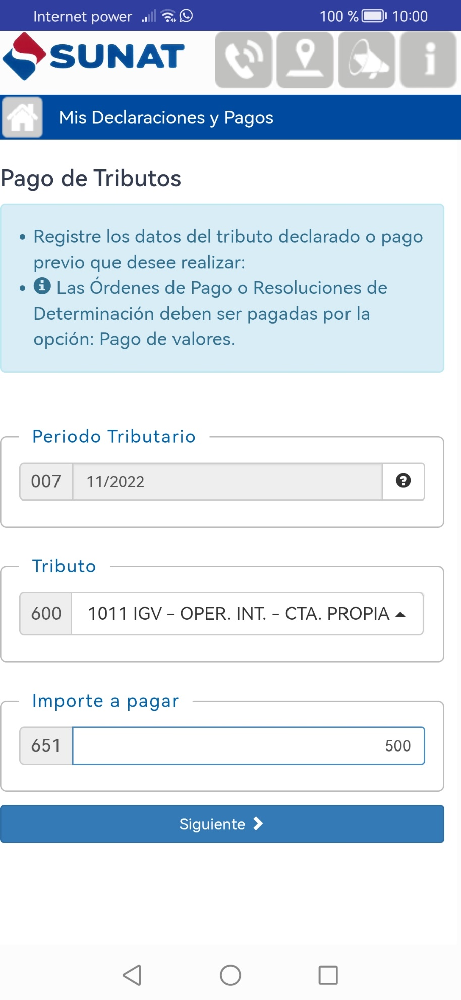 Internet power 100 % 10:00
SUNAT
Mis Declaraciones y Pagos
Pago de Tributos
• Registre los datos del tributo declarado o pago
previo que desee realizar:
• Las Órdenes de Pago o Resoluciones de
Determinación deben ser pagadas por la
opción: Pago de valores.
Periodo Tributario
007 11/2022
Tributo
600 1011 IGV - OPER. INT. - CTA. PROPIA
Importe a pagar
651 500
Siguiente